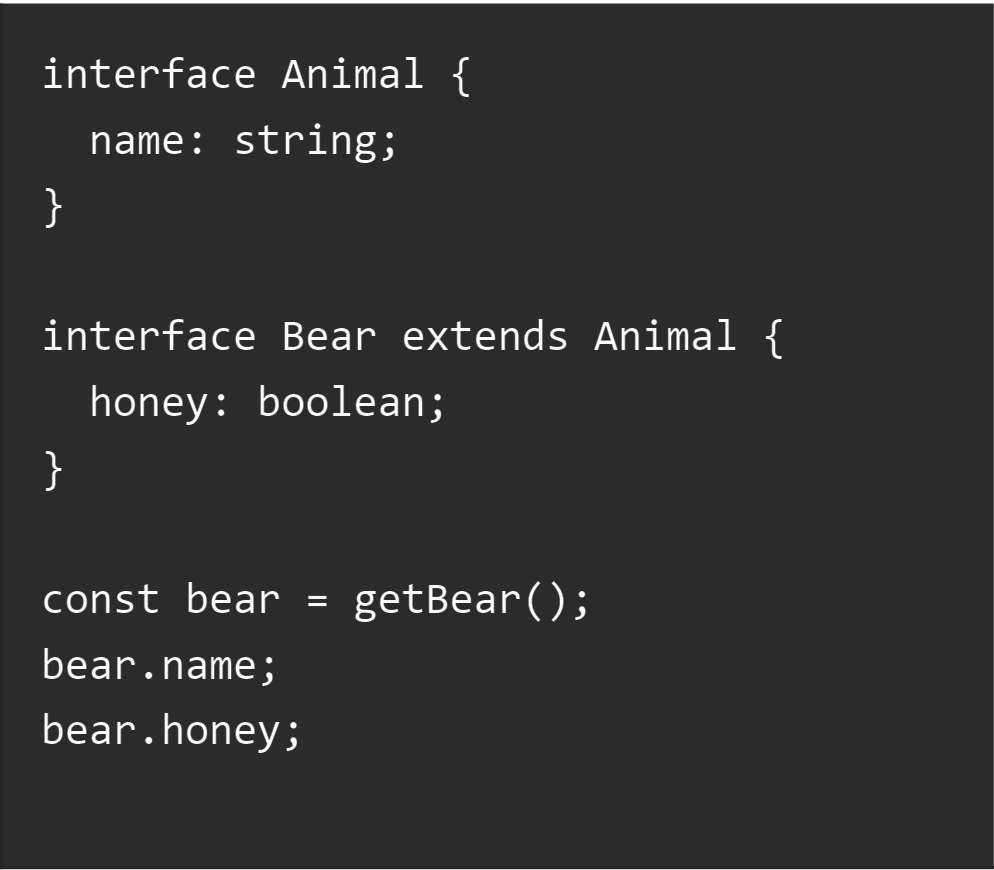 interface Animal {
  name: string;
}

interface Bear extends Animal {
  honey: boolean;
}

const bear = getBear();
bear.name;
bear.honey;